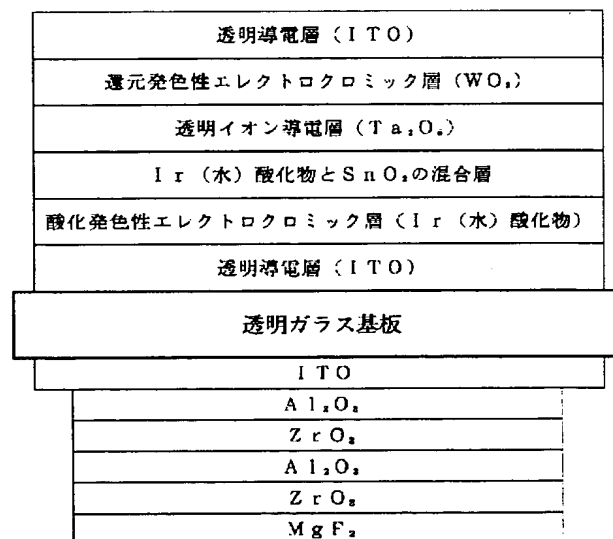 透明導電層(ITO)
還元発色性エレクトロクロミック層(WO₃)
透明イオン導電層(Ta₂O₅)
Ir(水)酸化物とSnO₂の混合層
酸化発色性エレクトロクロミック層(Ir(水)酸化物)
透明導電層(ITO)
透明ガラス基板
ITO
Al₂O₃
ZrO₂
Al₂O₃
ZrO₂
MgF₂